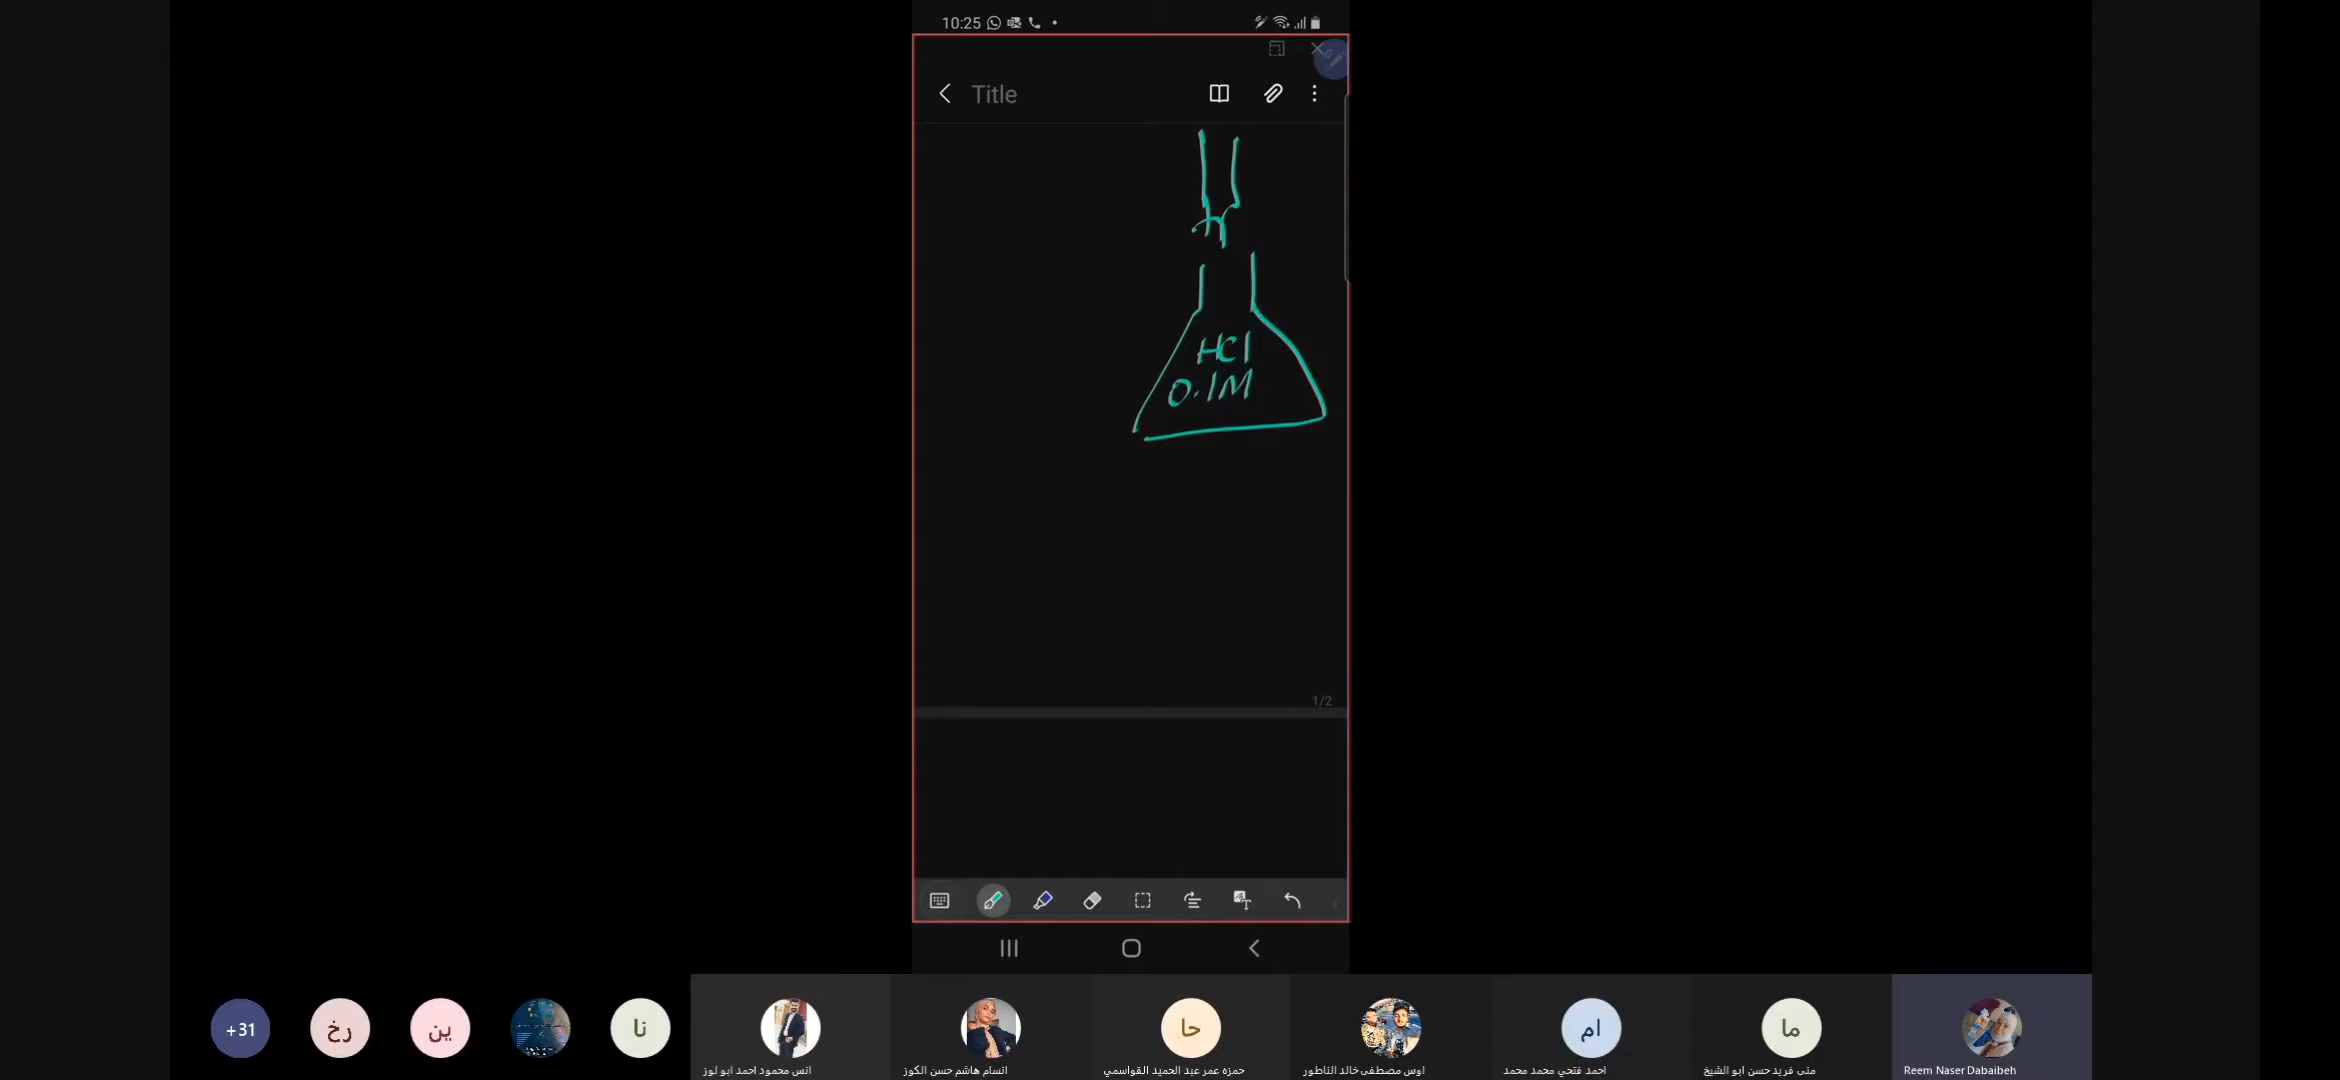 10:25
Title
HCl
0.1M
1/2
+31
رخ
ين
نا
حا
ام
ما
انس محمود احمد ابو لوز
انسام هاشم حسن الكوز
حمزه عمر عبد الحميد القواسمي
اوس مصطفى خالد الناطور
احمد فتحي محمد محمد
منى فريد حسن ابو الشيخ
Reem Naser Dabaibeh